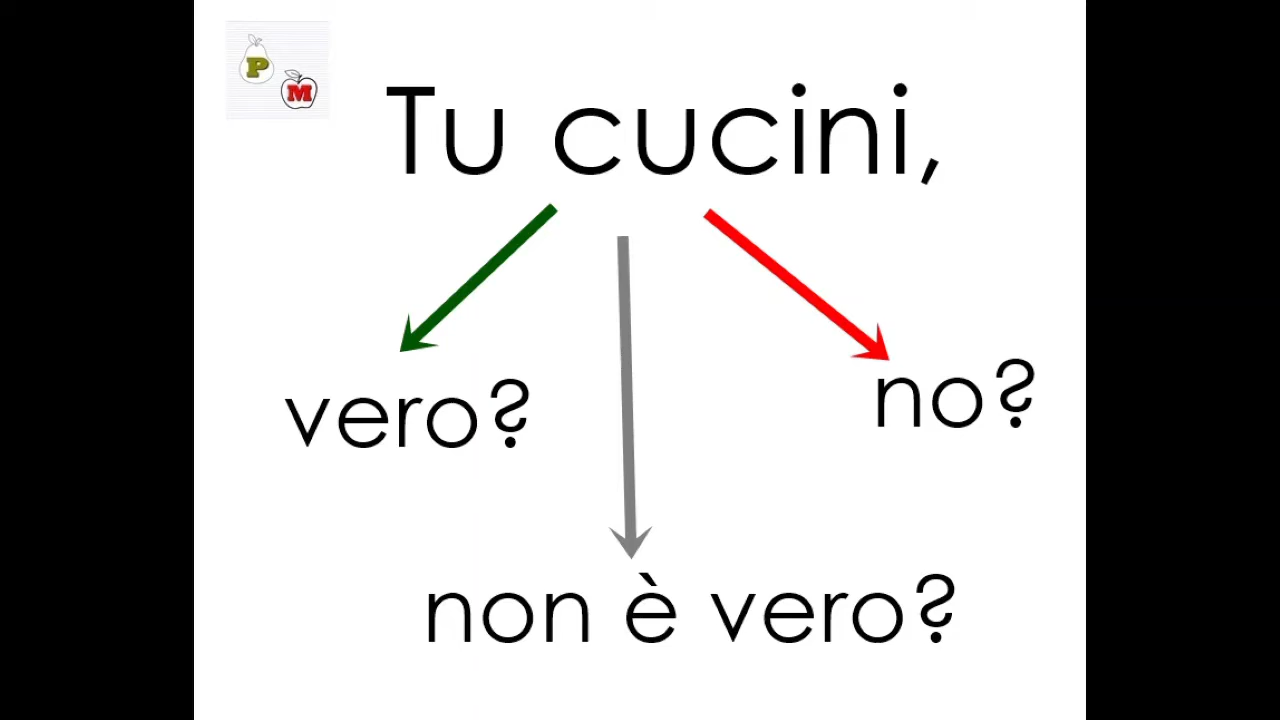 P
M
Tu cucini,
vero?
no?
non è vero?